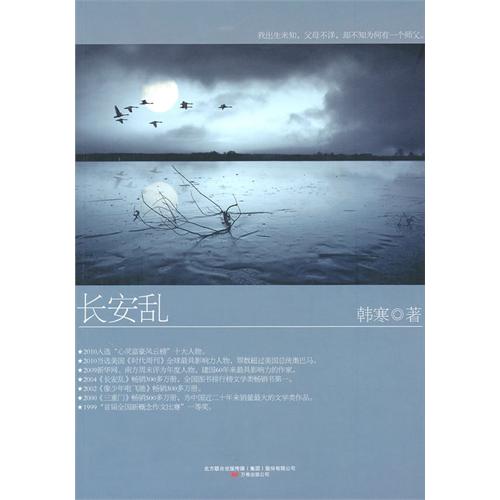 我出生未知，父母不详，却不知为何有一个师父。
长安乱
韩寒◎著
★2010入选“心灵富豪风云榜”十大人物。
★2010当选美国《时代周刊》全球最具影响力人物，票数超过美国总统奥巴马。
★2009新华网、南方周末评为年度人物，建国60年来最具影响力的作家。
★2004《长安乱》畅销300多万册，全国图书排行榜文学类畅销书第一。
★2002《像少年啦飞驰》畅销300多万册。
★2000《三重门》畅销500多万册，为中国近二十年来销量最大的文学类作品。
★1999“首届全国新概念作文比赛”一等奖。
北方联合出版传媒（集团）股份有限公司
万卷出版公司